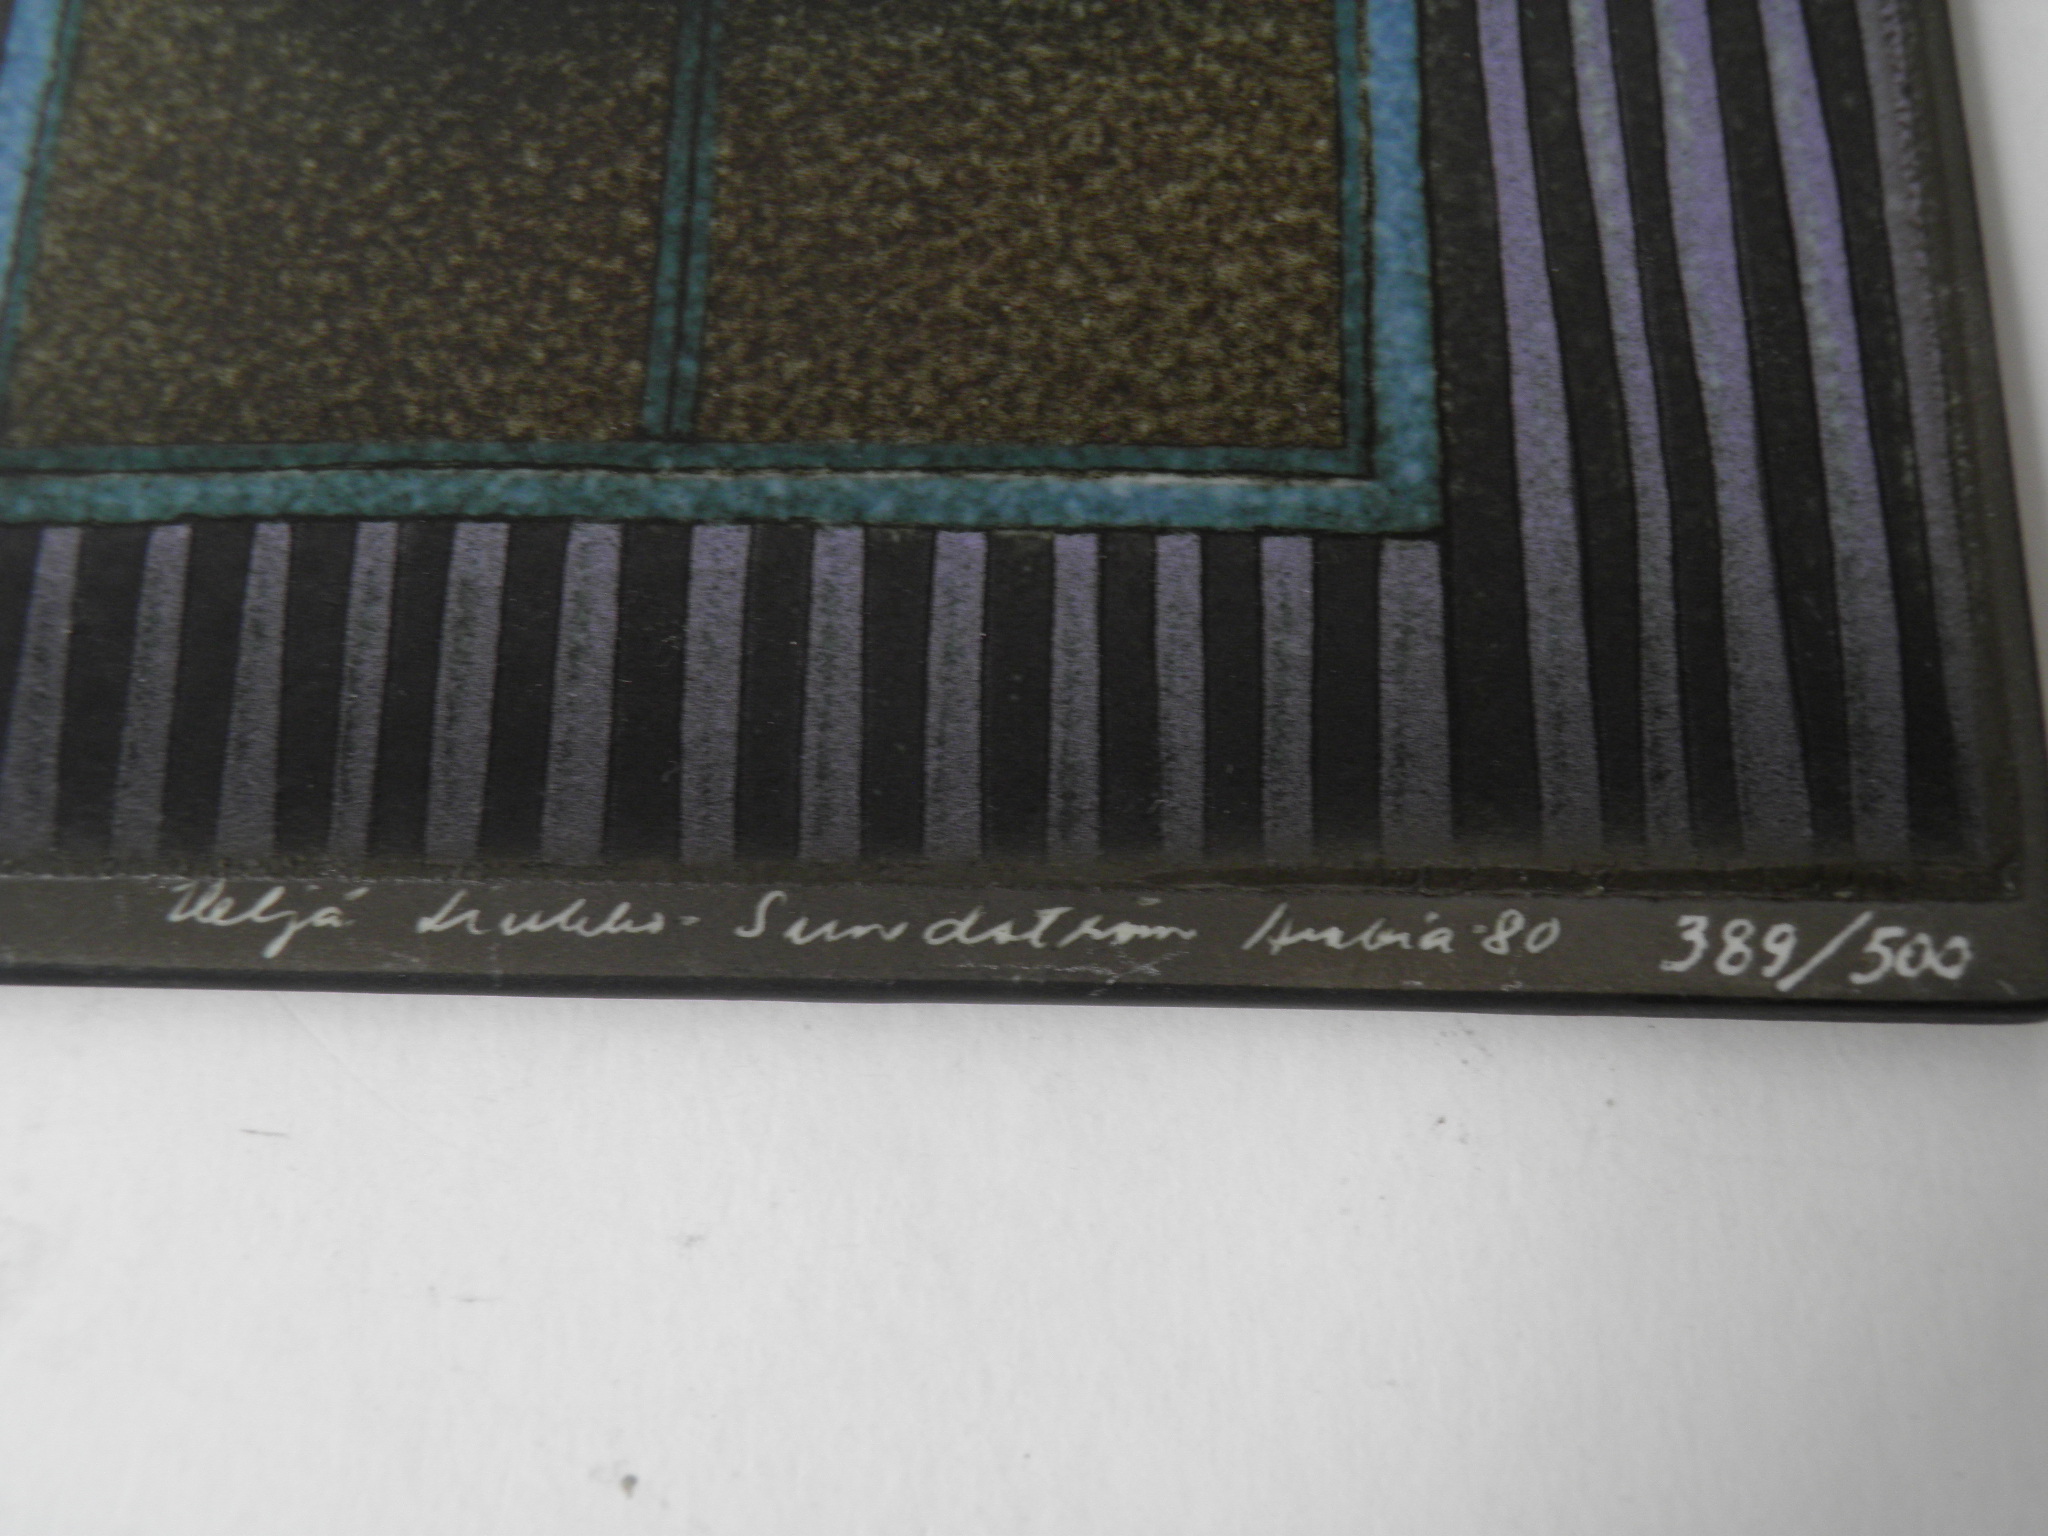 Heljä Liukko-Sundström Arabia -80 389/500